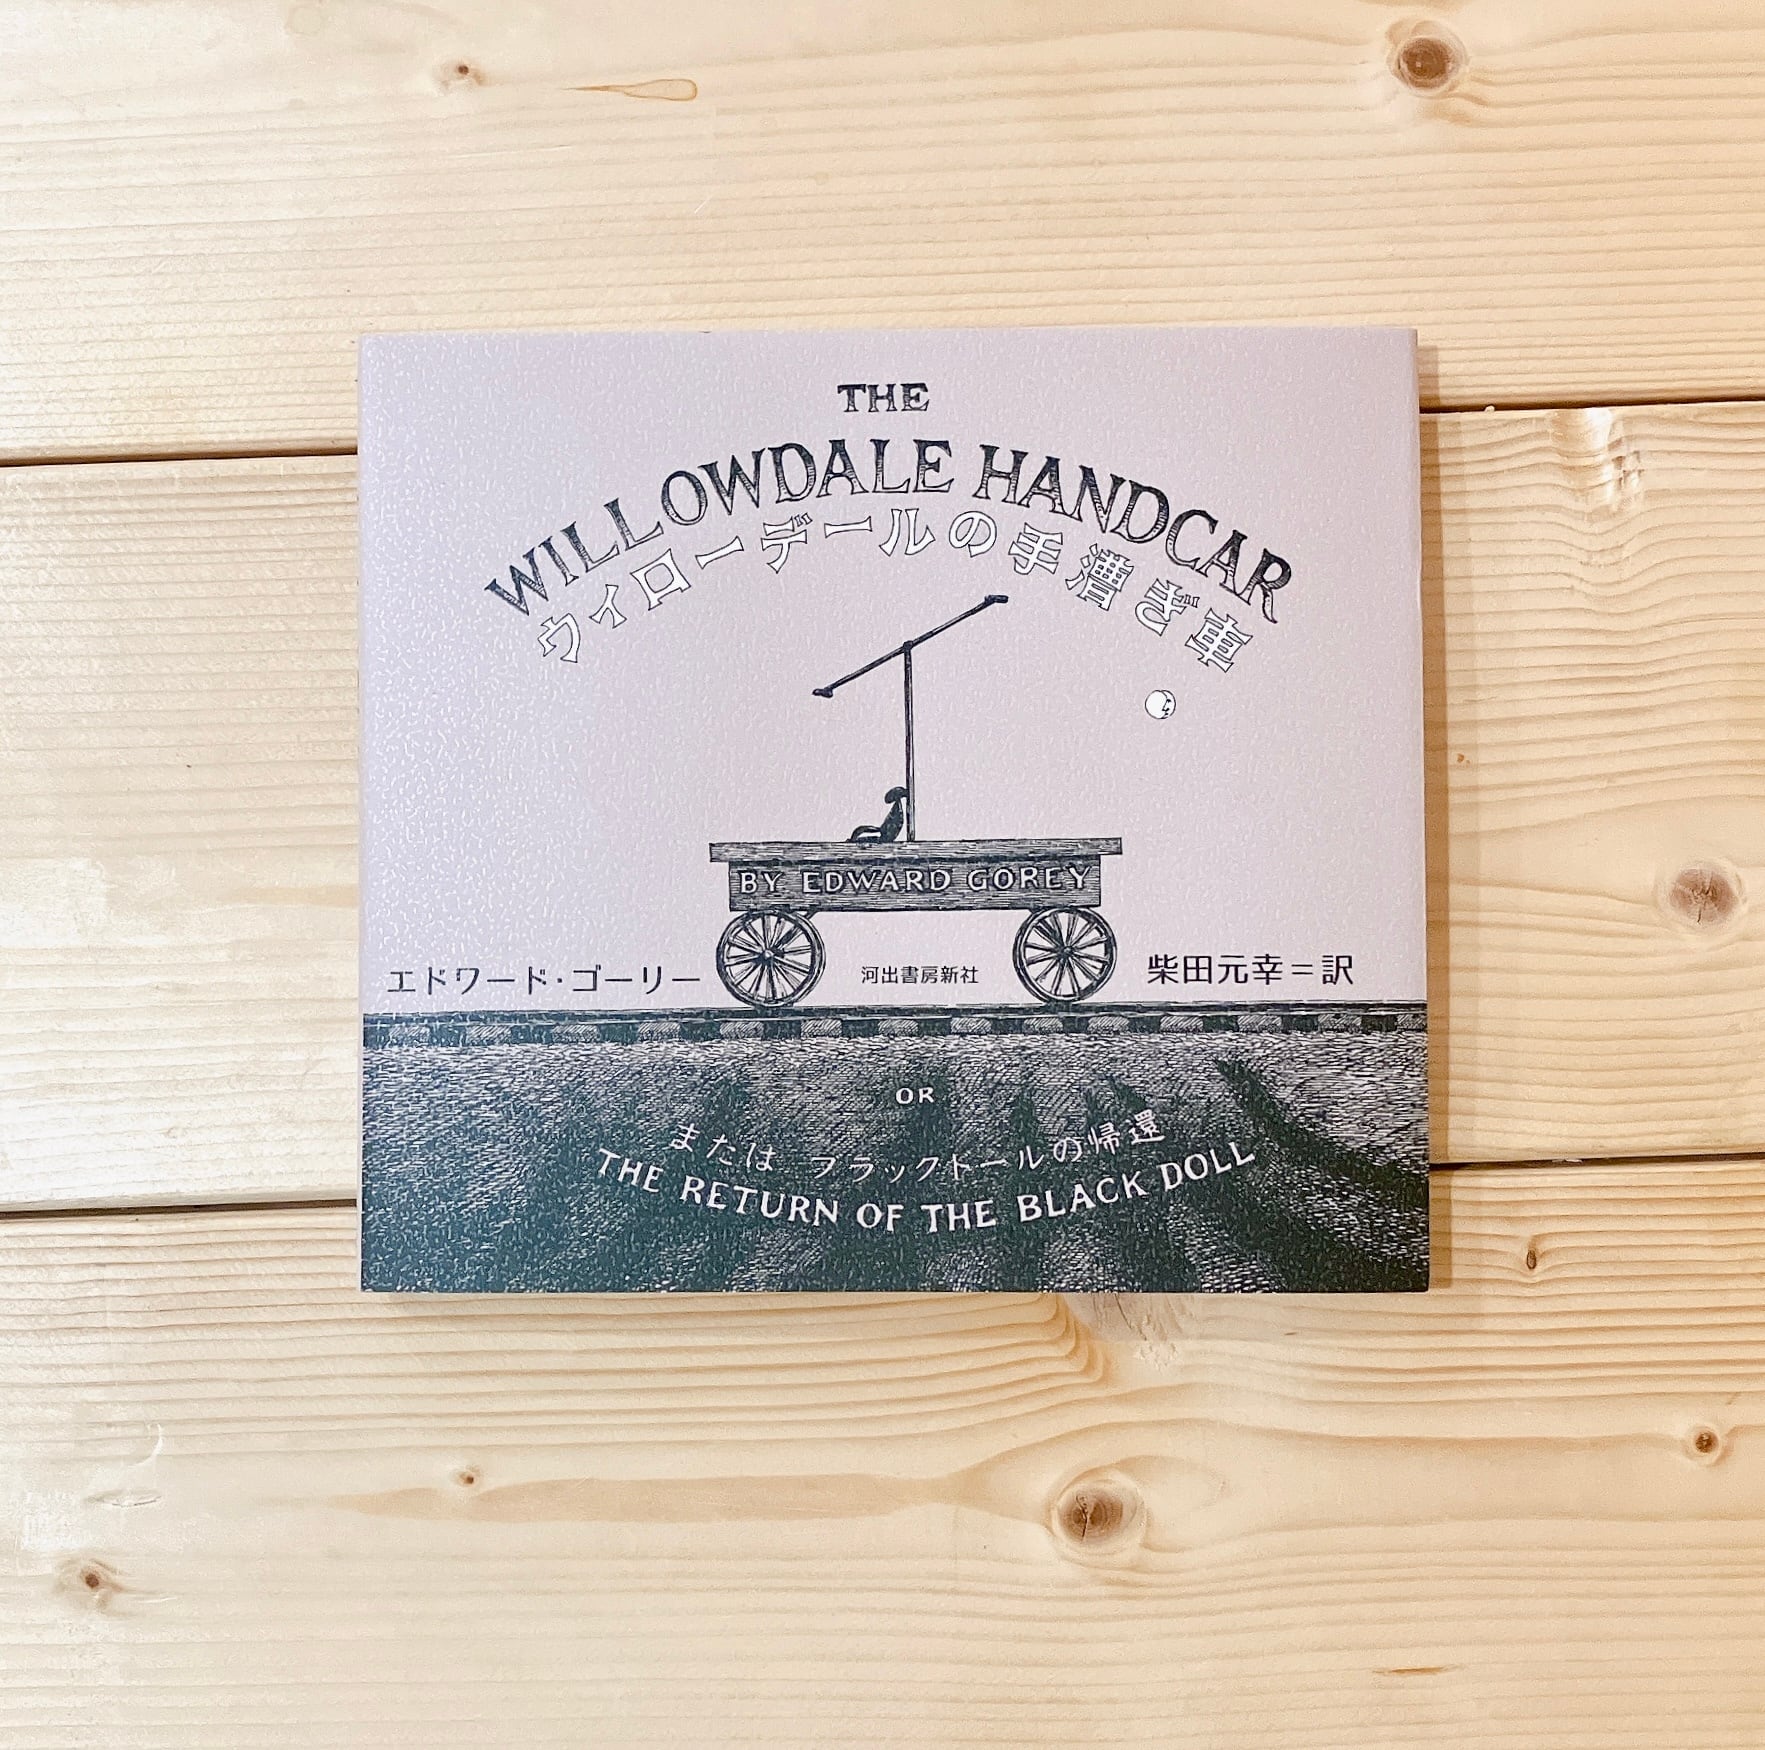 THE
WILLOWDALE HANDCAR
ウィローデールの手漕ぎ車
BY EDWARD GOREY
エドワード・ゴーリー
河出書房新社
柴田元幸=訳
OR
または ブラックドールの帰還
THE RETURN OF THE BLACK DOLL